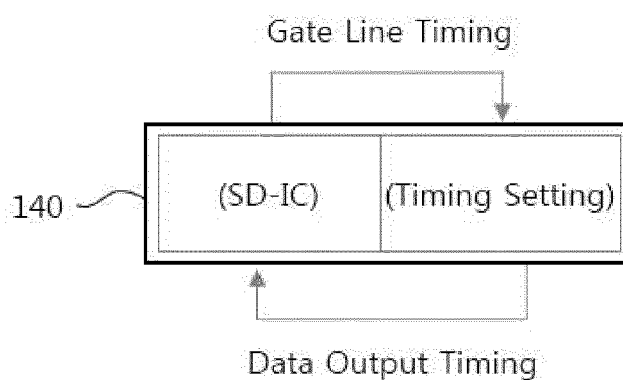 Gate Line Timing
140
(SD-IC)
(Timing Setting)
Data Output Timing